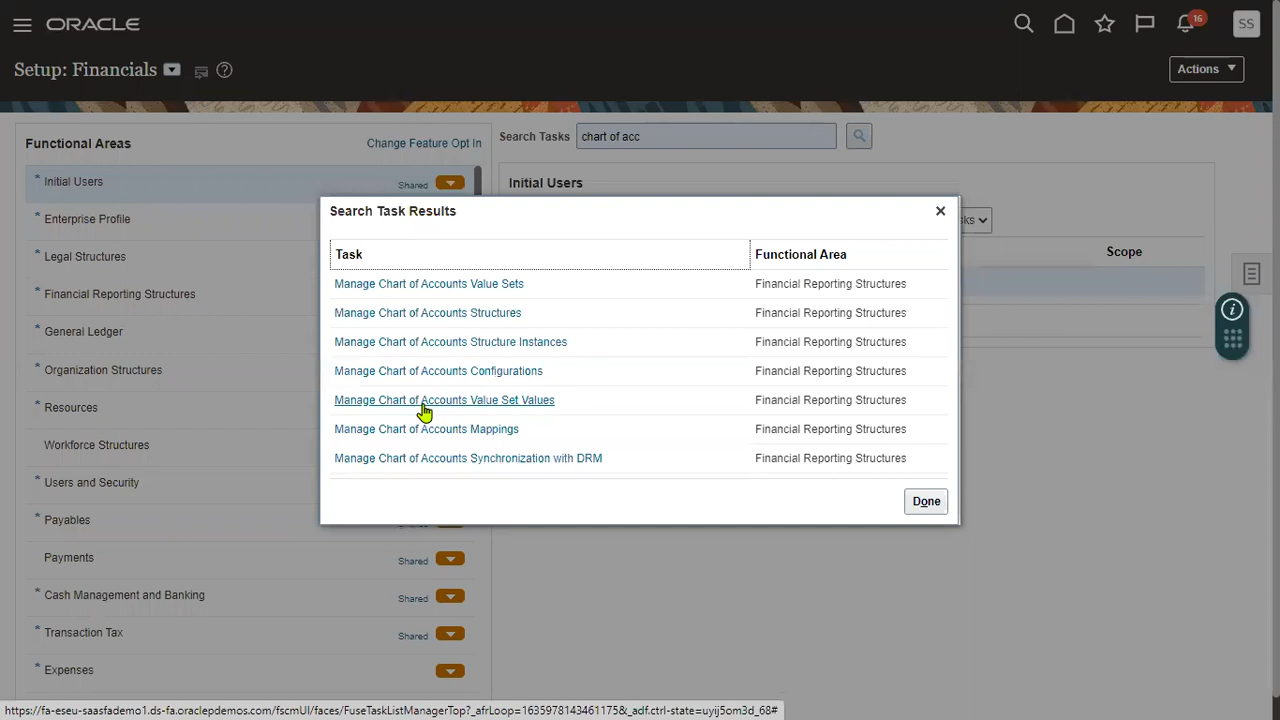 ORACLE
16
SS
Setup: Financials
Actions
Functional Areas
Change Feature Opt In
Search Tasks
chart of acc
* Initial Users
Shared
Initial Users
* Enterprise Profile
* Legal Structures
* Financial Reporting Structures
* General Ledger
* Organization Structures
* Resources
Workforce Structures
* Users and Security
* Payables
Payments
Shared
* Cash Management and Banking
Shared
* Transaction Tax
Shared
* Expenses
sks
Scope
Search Task Results
Task
Functional Area
Manage Chart of Accounts Value Sets
Financial Reporting Structures
Manage Chart of Accounts Structures
Financial Reporting Structures
Manage Chart of Accounts Structure Instances
Financial Reporting Structures
Manage Chart of Accounts Configurations
Financial Reporting Structures
Manage Chart of Accounts Value Set Values
Financial Reporting Structures
Manage Chart of Accounts Mappings
Financial Reporting Structures
Manage Chart of Accounts Synchronization with DRM
Financial Reporting Structures
Done
https://fa-eseu-saasfademo1.ds-fa.oraclepdemos.com/fscmUI/faces/FuseTaskListManagerTop?_afrLoop=1635978143461175&_adf.ctrl-state=uyij5om3d_68#